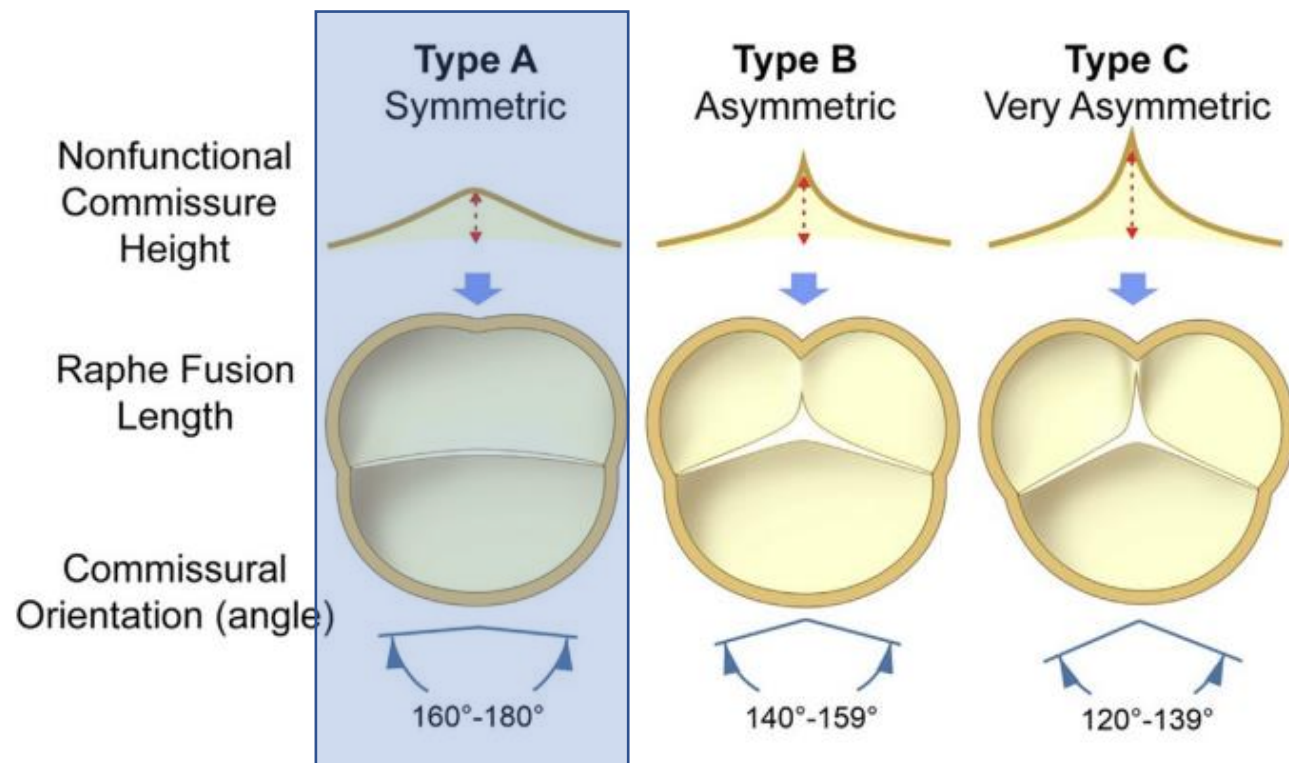 Type A
Symmetric
Type B
Asymmetric
Type C
Very Asymmetric
Nonfunctional
Commissure
Height
Raphe Fusion
Length
Commissural
Orientation (angle)
160°-180°
140°-159°
120°-139°